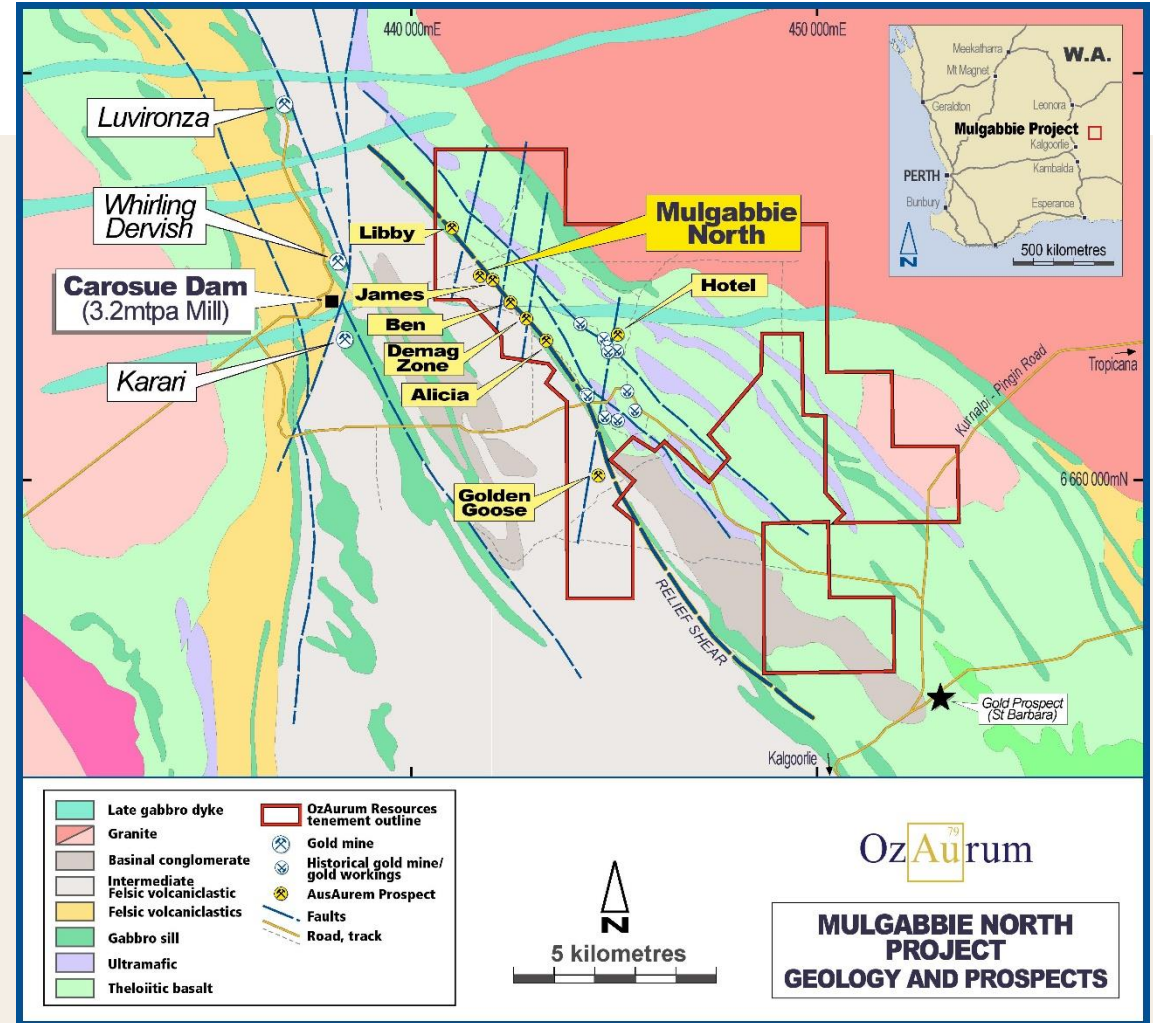 440 000mE
450 000mE
Luvironza
Whirling
Dervish
Carosue Dam
(3.2mtpa Mill)
Karari
Libby
James
Ben
Demag
Zone
Alicia
Mulgabbie
North
Hotel
Golden
Goose
Kurnalpi - Pingin Road
Tropicana
6 660 000mN
RELIEF SHEAR
Gold Prospect
(St Barbara)
Kalgoorlie
W.A.
Meekatharra
Mt Magnet
Geraldton
Leonora
Mulgabbie Project
Kalgoorlie
Kambalda
PERTH
Bunbury
Esperance
N
500 kilometres
Late gabbro dyke
Granite
Basinal conglomerate
Intermediate
Felsic volcaniclastic
Felsic volcaniclastics
Gabbro sill
Ultramafic
Theloiitic basalt
OzAurum Resources
tenement outline
Gold mine
Historical gold mine/
gold workings
AusAurem Prospect
Faults
Road, track
N
5 kilometres
79
OzAurum
MULGABBIE NORTH
PROJECT
GEOLOGY AND PROSPECTS